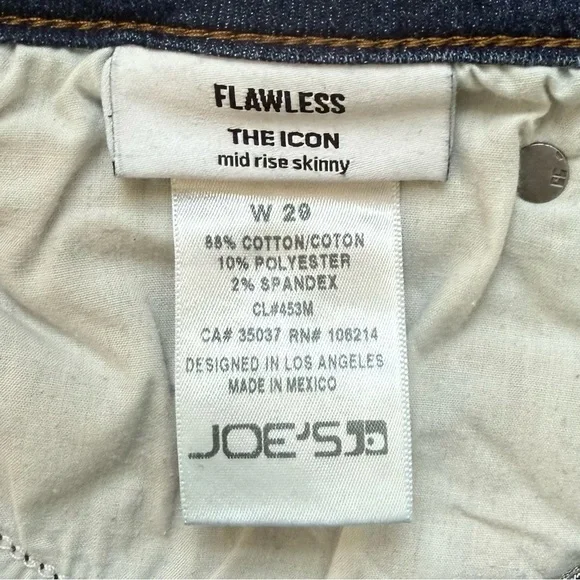 FLAWLESS
THE ICON
mid rise skinny
W 29
88% COTTON/COTON
10% POLYESTER
2% SPANDEX
CL#453M
CA# 35037 RN# 106214
DESIGNED IN LOS ANGELES
MADE IN MEXICO
JOE'S